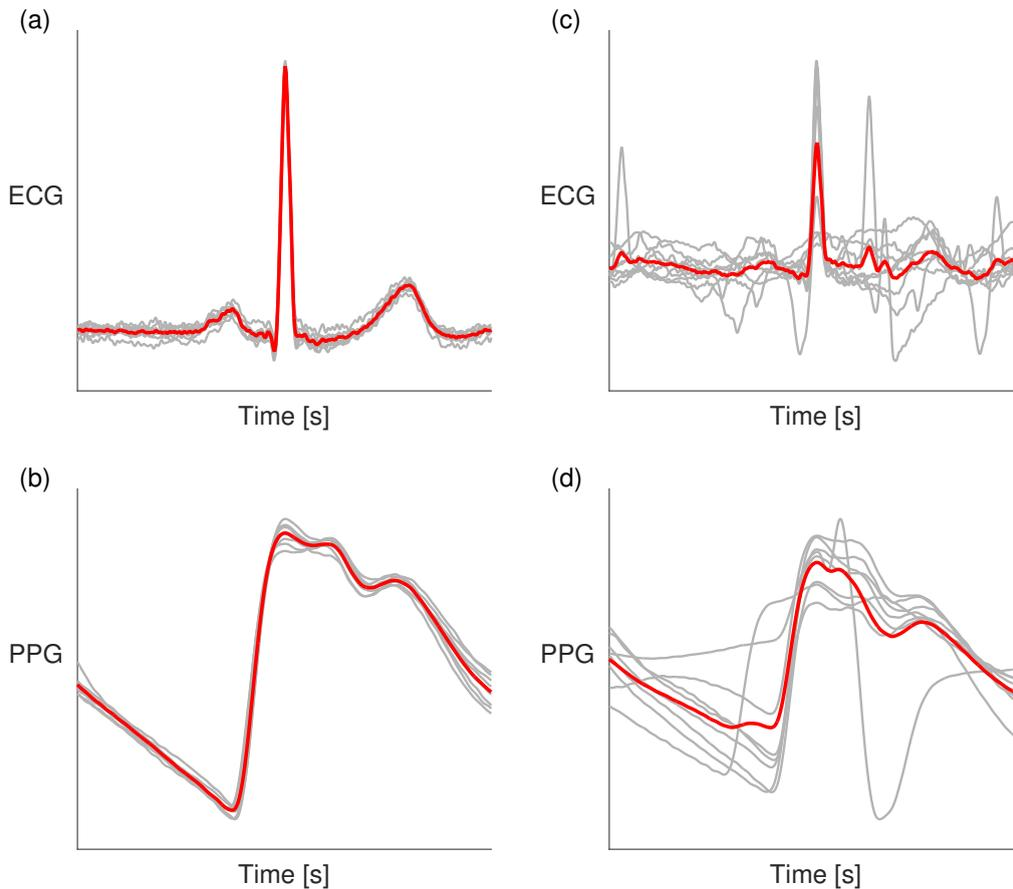 (a)
ECG
Time [s]
(c)
ECG
Time [s]
(b)
PPG
Time [s]
(d)
PPG
Time [s]